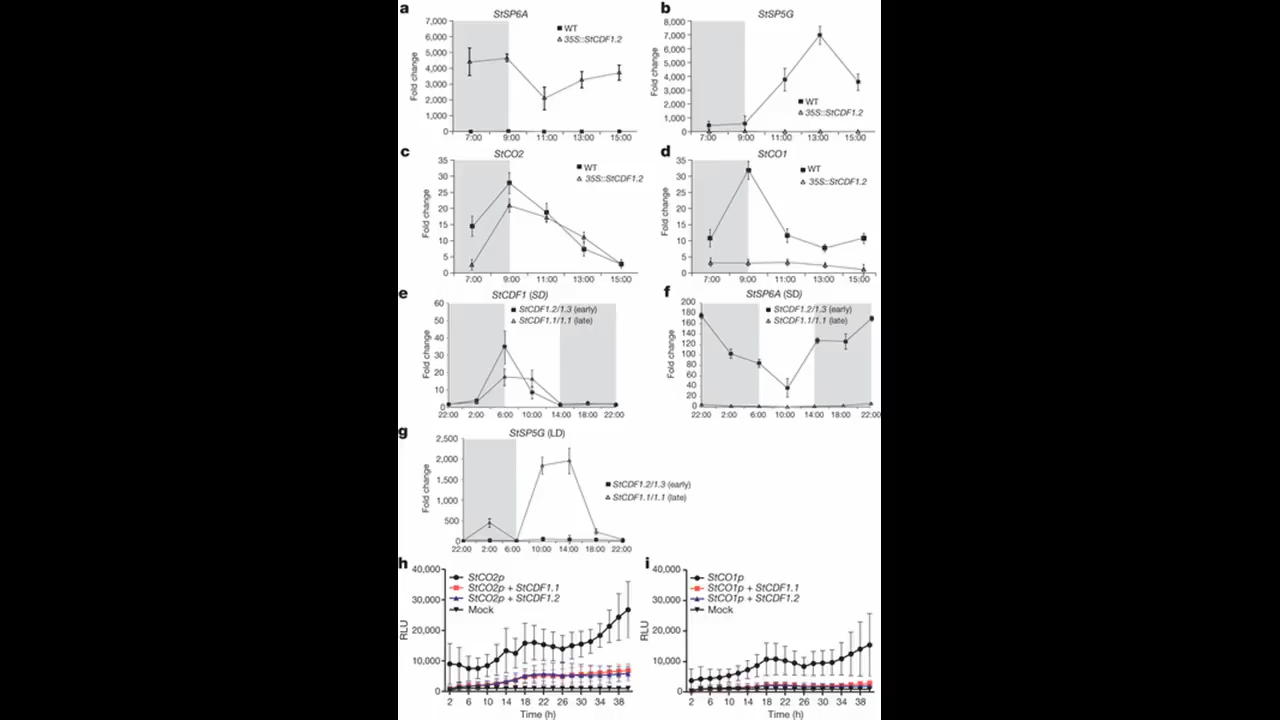 a
StSP6A
7,000
6,000
5,000
4,000
3,000
2,000
1,000
0
Fold change
WT
35S::StCDF1.2
7:00 9:00 11:00 13:00 15:00
b
StSP5G
8,000
7,000
6,000
5,000
4,000
3,000
2,000
1,000
0
Fold change
WT
35S::StCDF1.2
7:00 9:00 11:00 13:00 15:00
c
StCO2
35
30
25
20
15
10
5
0
Fold change
WT
35S::StCDF1.2
7:00 9:00 11:00 13:00 15:00
d
StCO1
35
30
25
20
15
10
5
0
Fold change
WT
35S::StCDF1.2
7:00 9:00 11:00 13:00 15:00
e
StCDF1 (SD)
60
50
40
30
20
10
0
Fold change
StCDF1.2/1.3 (early)
StCDF1.1/1.1 (late)
22:00 2:00 6:00 10:00 14:00 18:00 22:00
f
StSP6A (SD)
200
180
160
140
120
100
80
60
40
20
0
Fold change
StCDF1.2/1.3 (early)
StCDF1.1/1.1 (late)
22:00 2:00 6:00 10:00 14:00 18:00 22:00
g
StSP5G (LD)
2,500
2,000
1,500
1,000
500
0
Fold change
StCDF1.2/1.3 (early)
StCDF1.1/1.1 (late)
22:00 2:00 6:00 10:00 14:00 18:00 22:00
h
40,000
30,000
20,000
10,000
0
RLU
StCO2p
StCO2p + StCDF1.1
StCO2p + StCDF1.2
Mock
2 6 10 14 18 22 26 30 34 38
Time (h)
i
40,000
30,000
20,000
10,000
0
RLU
StCO1p
StCO1p + StCDF1.1
StCO1p + StCDF1.2
Mock
2 6 10 14 18 22 26 30 34 38
Time (h)